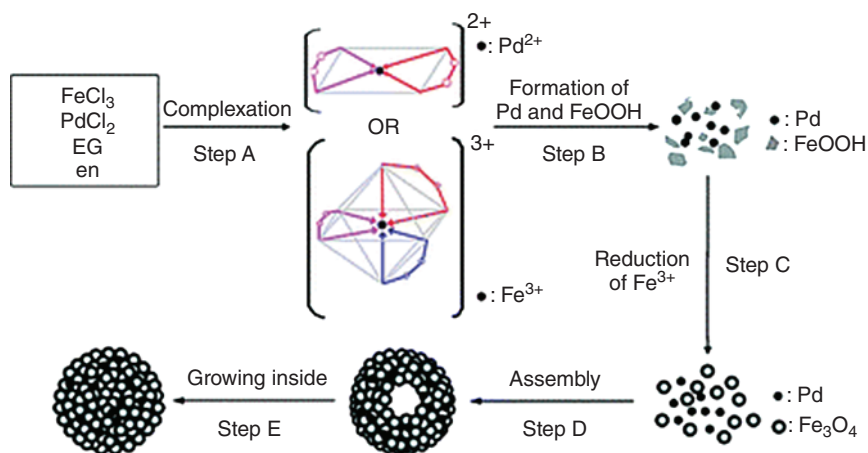 FeCl3
PdCl2
EG
en
Complexation
Step A
2+
●: Pd2+
OR
3+
●: Fe3+
Formation of
Pd and FeOOH
Step B
●: Pd
: FeOOH
Reduction
of Fe3+
Step C
●: Pd
: Fe3O4
Assembly
Step D
Growing inside
Step E